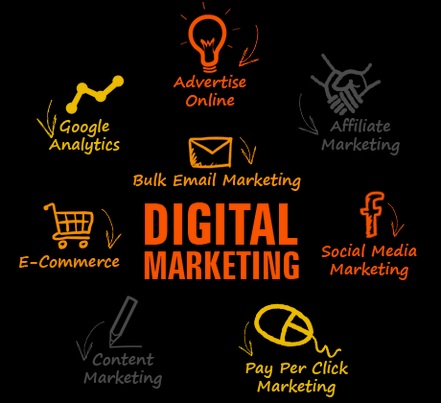 Advertise
Online
Google
Analytics
Affiliate
Marketing
Bulk Email Marketing
DIGITAL
MARKETING
E-Commerce
Social Media
Marketing
Content
Marketing
Pay Per Click
Marketing